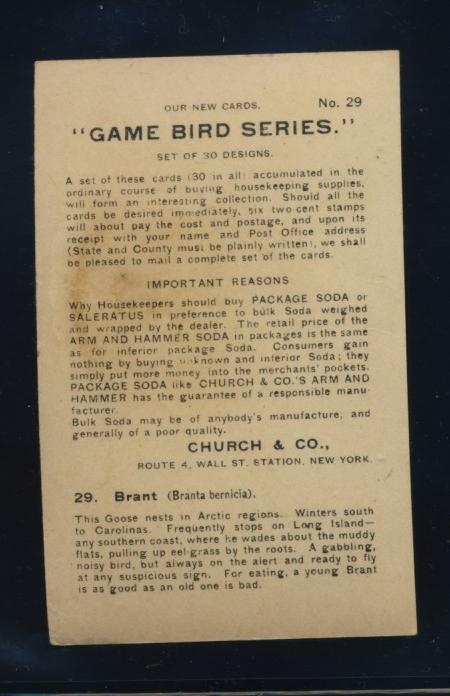 OUR NEW CARDS. No. 29
"GAME BIRD SERIES."
SET OF 30 DESIGNS.
A set of these cards (30 in all) accumulated in the
ordinary course of buying housekeeping supplies,
will form an interesting collection. Should all the
cards be desired immediately, six two cent stamps
will about pay the cost and postage, and upon its
receipt with your name and Post Office address
(State and County must be plainly written), we shall
be pleased to mail a complete set of the cards.
IMPORTANT REASONS
Why Housekeepers should buy PACKAGE SODA or
SALERATUS in preference to bulk Soda weighed
and wrapped by the dealer. The retail price of the
ARM AND HAMMER SODA in packages is the same
as for inferior package Soda. Consumers gain
nothing by buying unknown and inferior Soda; they
simply put more money into the merchants' pockets.
PACKAGE SODA like CHURCH & CO.'S ARM AND
HAMMER has the guarantee of a responsible manu-
facturer.
Bulk Soda may be of anybody's manufacture, and
generally of a poor quality.
CHURCH & CO.,
ROUTE 4, WALL ST. STATION, NEW YORK.
29. Brant (Branta bernicia).
This Goose nests in Arctic regions. Winters south
to Carolinas. Frequently stops on Long Island—
any southern coast, where he wades about the muddy
flats, pulling up eel-grass by the roots. A gabbling,
noisy bird, but always on the alert and ready to fly
at any suspicious sign. For eating, a young Brant
is as good as an old one is bad.